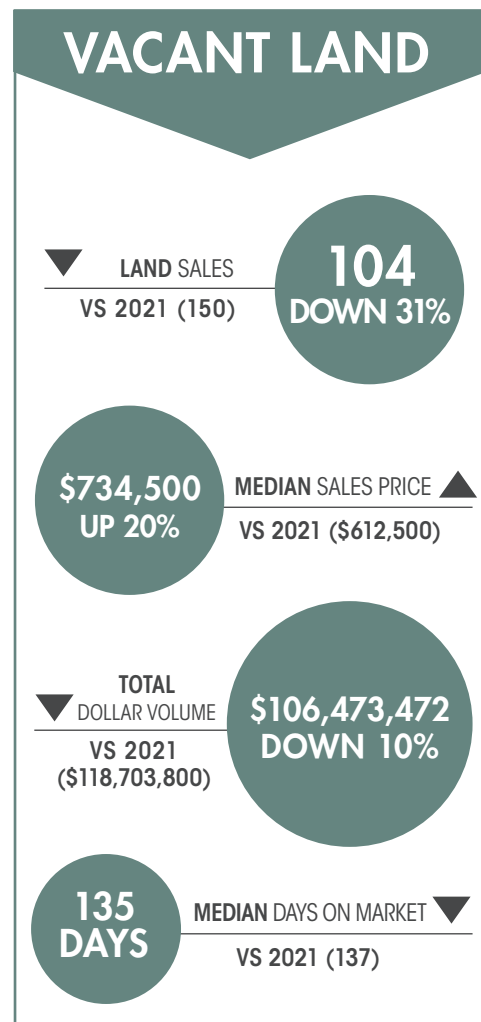 VACANT LAND
LAND SALES
VS 2021 (150)
104
DOWN 31%
$734,500
UP 20%
MEDIAN SALES PRICE
VS 2021 ($612,500)
TOTAL
DOLLAR VOLUME
VS 2021
($118,703,800)
$106,473,472
DOWN 10%
135
DAYS
MEDIAN DAYS ON MARKET
VS 2021 (137)